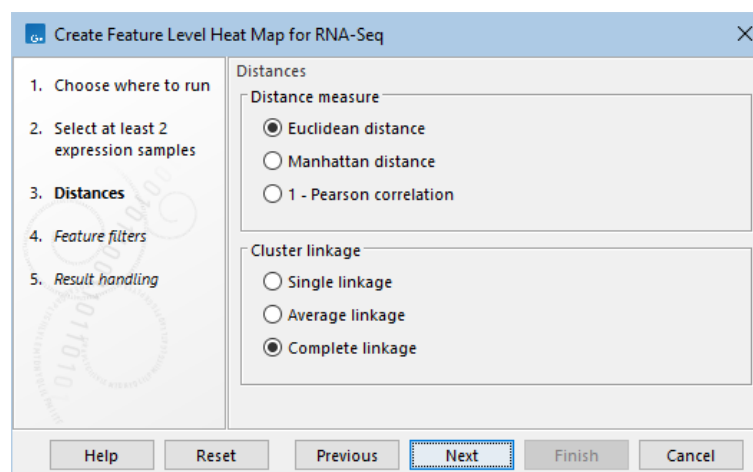 Create Feature Level Heat Map for RNA-Seq
1. Choose where to run
2. Select at least 2
expression samples
3. Distances
4. Feature filters
5. Result handling
Distances
Distance measure
Euclidean distance
Manhattan distance
1 - Pearson correlation
Cluster linkage
Single linkage
Average linkage
Complete linkage
Help Reset Previous Next Finish Cancel